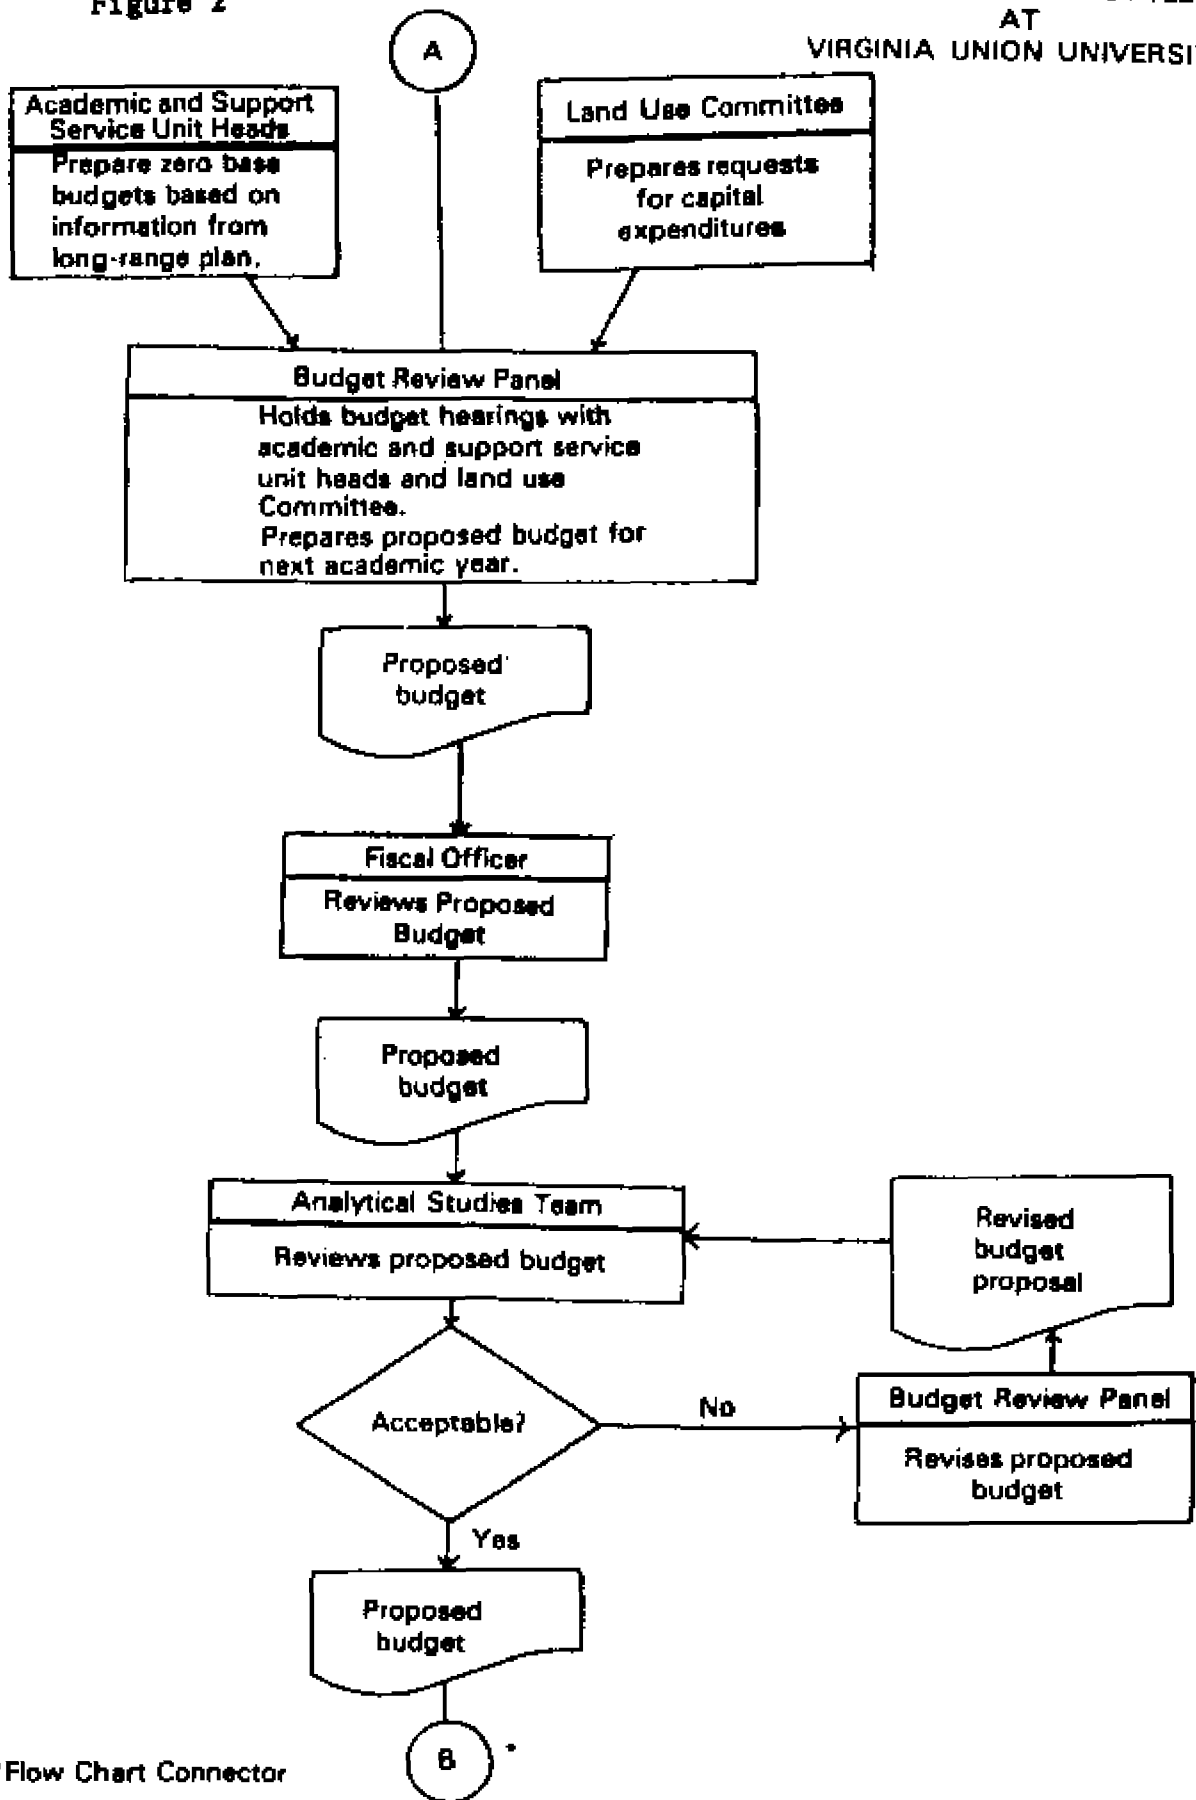 Figure 2
AT
VIRGINIA UNION UNIVERSI
A
Academic and Support
Service Unit Heads
Prepare zero base
budgets based on
information from
long-range plan.
Land Use Committee
Prepares requests
for capital
expenditures
Budget Review Panel
Holds budget hearings with
academic and support service
unit heads and land use
Committee.
Prepares proposed budget for
next academic year.
Proposed
budget
Fiscal Officer
Reviews Proposed
Budget
Proposed
budget
Analytical Studies Team
Reviews proposed budget
Revised
budget
proposal
Acceptable?
No
Budget Review Panel
Revises proposed
budget
Yes
Proposed
budget
B *
*Flow Chart Connector